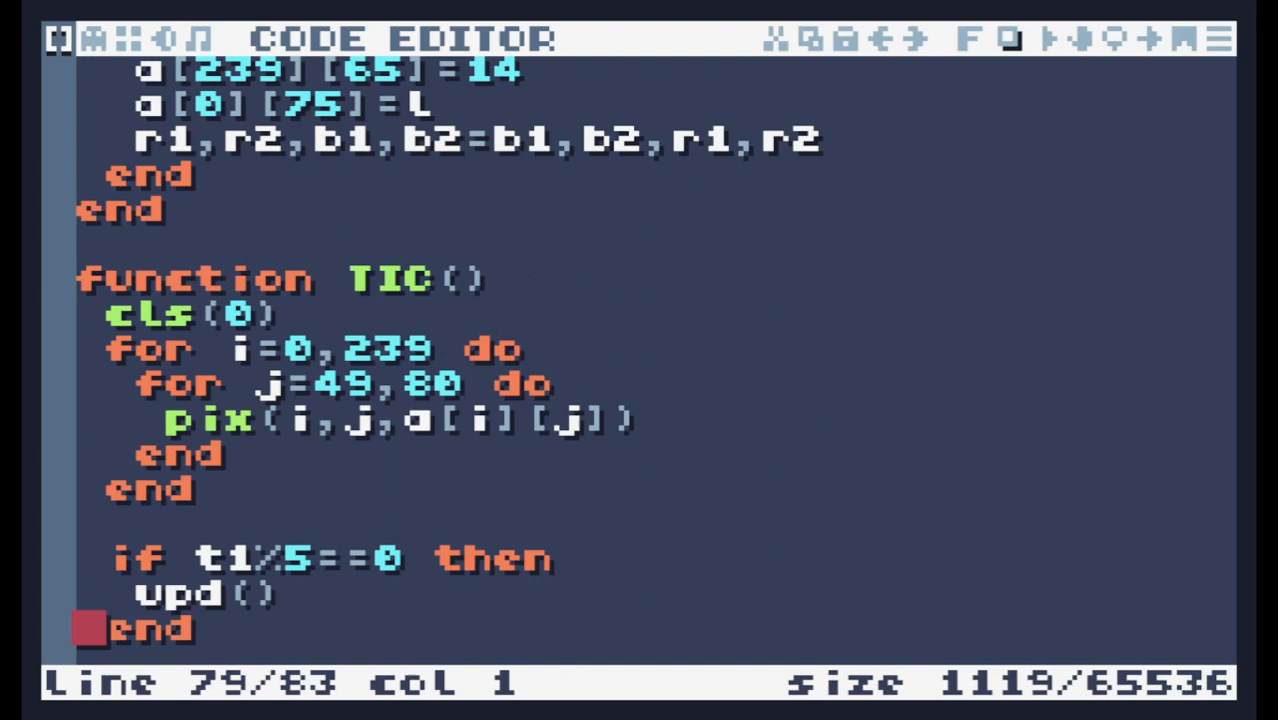 CODE EDITOR F
a[239][65]=14
a[0][75]=l
r1,r2,b1,b2=b1,b2,r1,r2
end
end
function TIC()
cls(0)
for i=0,239 do
for j=49,80 do
pix(i,j,a[i][j])
end
end
if t1%5==0 then
upd()
end
line 79/83 col 1 size 1119/65536